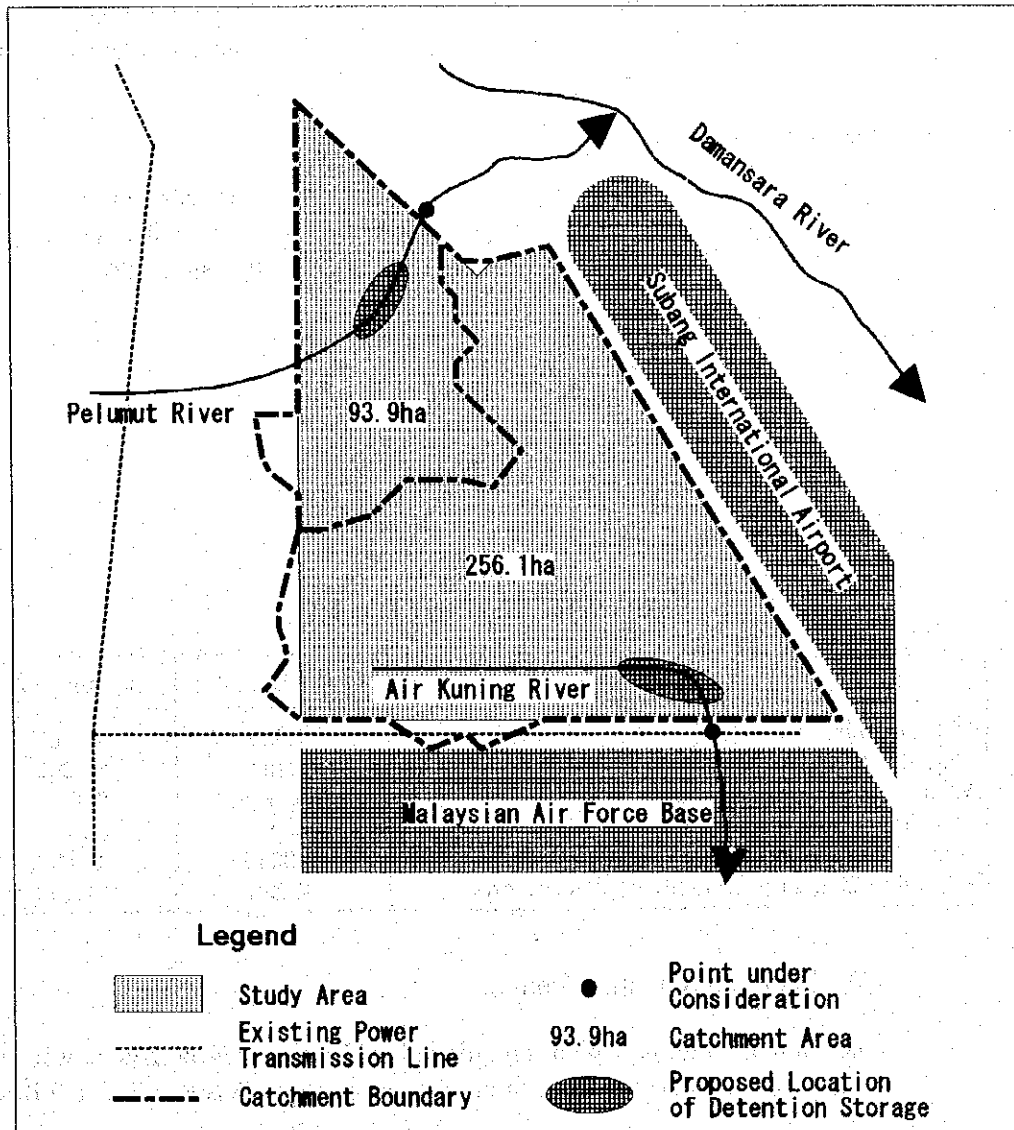 Damansara River
Subang International Airport
Pelumut River
93.9ha
256.1ha
Air Kuning River
Malaysian Air Force Base
Legend
Study Area
Existing Power
Transmission Line
Catchment Boundary
Point under
Consideration
93.9ha Catchment Area
Proposed Location
of Detention Storage